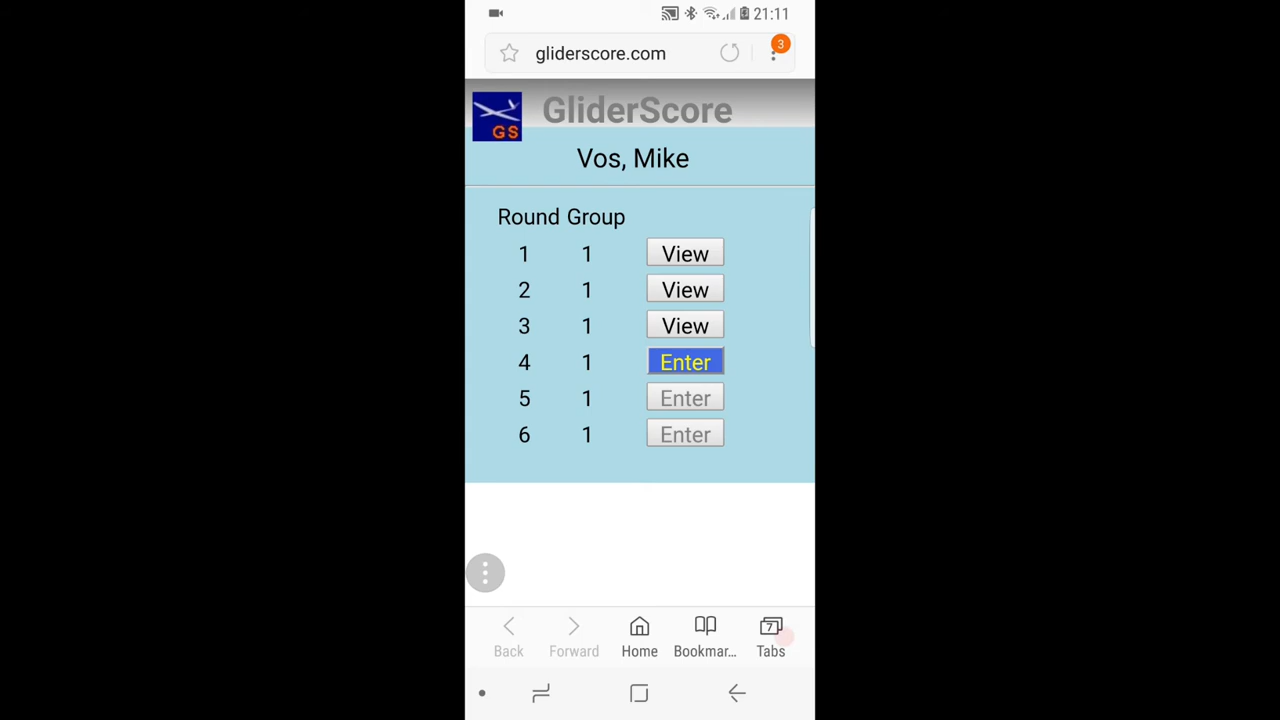 21:11
gliderscore.com
3
GS
GliderScore
Vos, Mike
Round Group
1 1 View
2 1 View
3 1 View
4 1 Enter
5 1 Enter
6 1 Enter
7
Back Forward Home Bookmar... Tabs